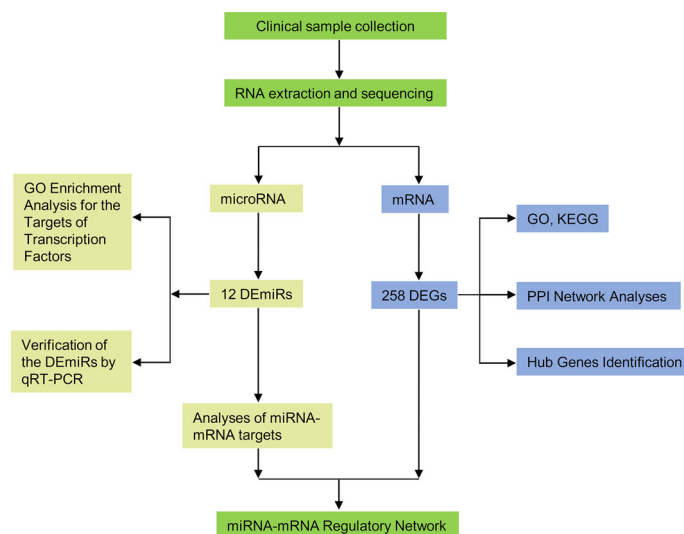 Clinical sample collection
RNA extraction and sequencing
GO Enrichment
Analysis for the
Targets of
Transcription
Factors
microRNA
mRNA
GO, KEGG
12 DEmiRs
258 DEGs
PPI Network Analyses
Verification of
the DEmiRs by
qRT-PCR
Hub Genes Identification
Analyses of miRNA-
mRNA targets
miRNA-mRNA Regulatory Network